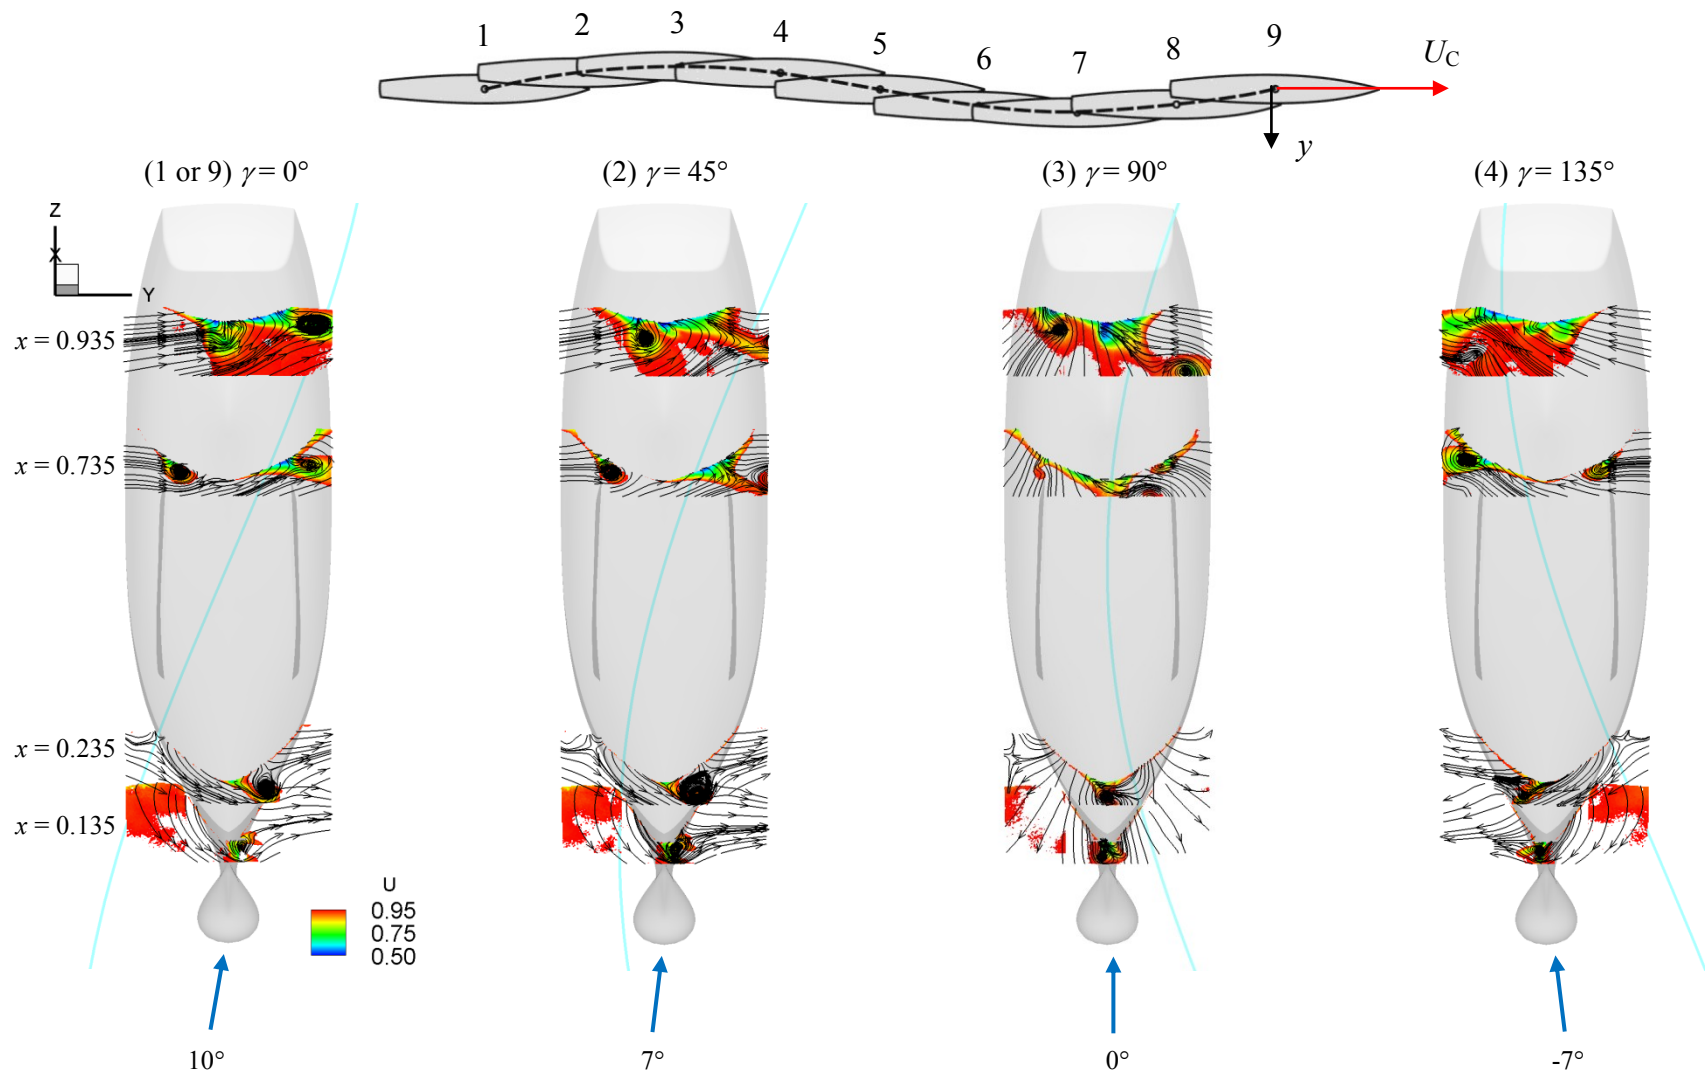 1 2 3 4 5 6 7 8 9 U_C
y
(1 or 9) γ = 0° (2) γ = 45° (3) γ = 90° (4) γ = 135°
Z
X
Y
x = 0.935
x = 0.735
x = 0.235
x = 0.135
U
0.95
0.75
0.50
10° 7° 0° -7°